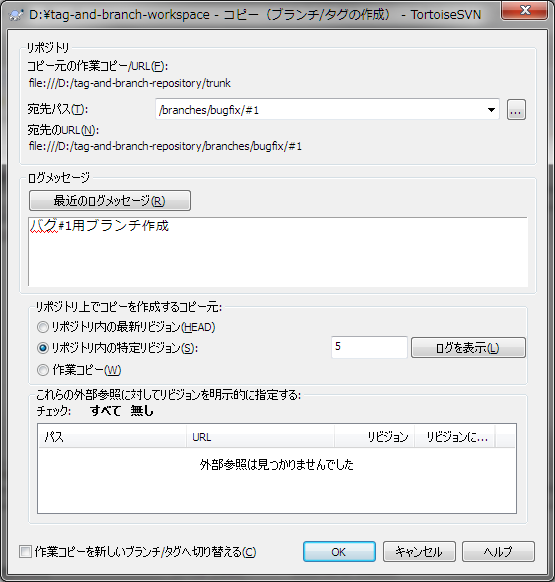 D:¥tag-and-branch-workspace - コピー（ブランチ/タグの作成） - TortoiseSVN
リポジトリ
コピー元の作業コピー/URL(F):
file:///D:/tag-and-branch-repository/trunk
宛先パス(T): /branches/bugfix/#1 ...
宛先のURL(N):
file:///D:/tag-and-branch-repository/branches/bugfix/#1
ログメッセージ
最近のログメッセージ(R)
バグ#1用ブランチ作成
リポジトリ上でコピーを作成するコピー元:
リポジトリ内の最新リビジョン(HEAD)
リポジトリ内の特定リビジョン(S): 5 ログを表示(L)
作業コピー(W)
これらの外部参照に対してリビジョンを明示的に指定する:
チェック: すべて 無し
パス URL リビジョン リビジョンに...
外部参照は見つかりませんでした
作業コピーを新しいブランチ/タグへ切り替える(C) OK キャンセル ヘルプ